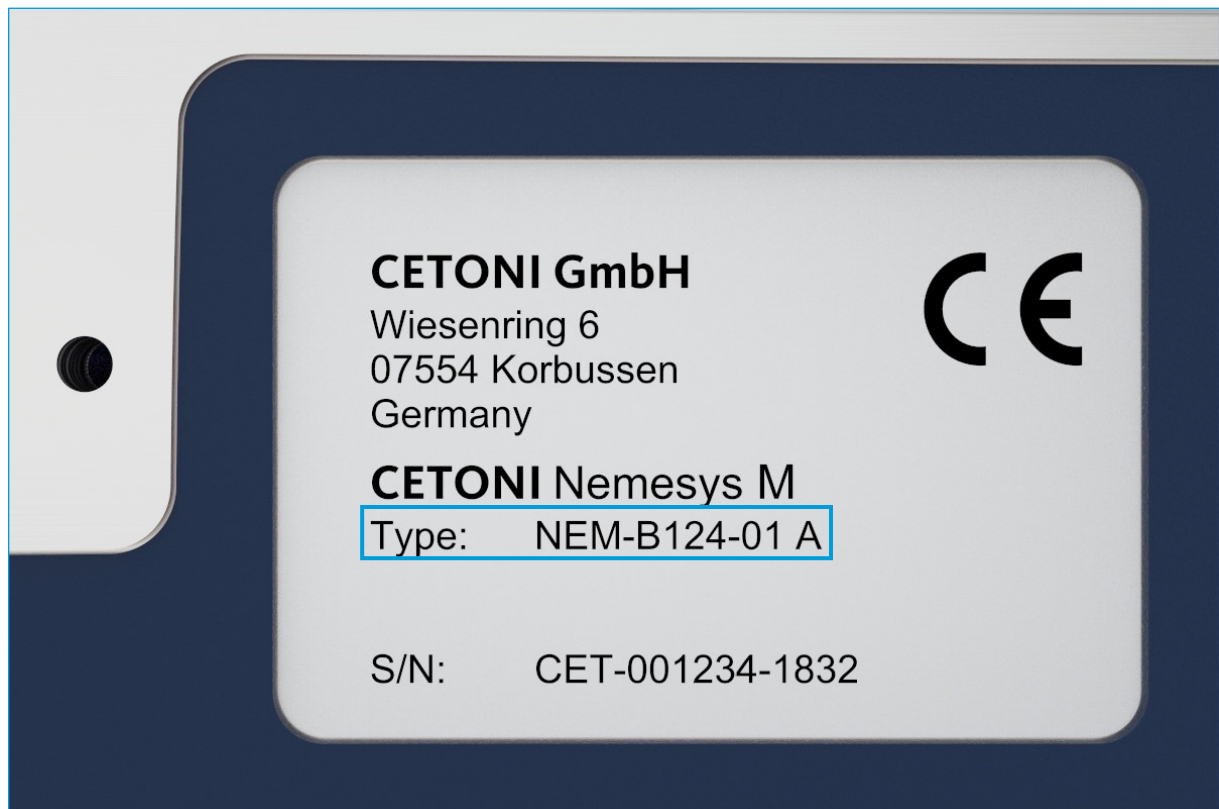 CETONI GmbH
Wiesenring 6
07554 Korbussen
Germany
CE
CETONI Nemesys M
Type: NEM-B124-01 A
S/N: CET-001234-1832